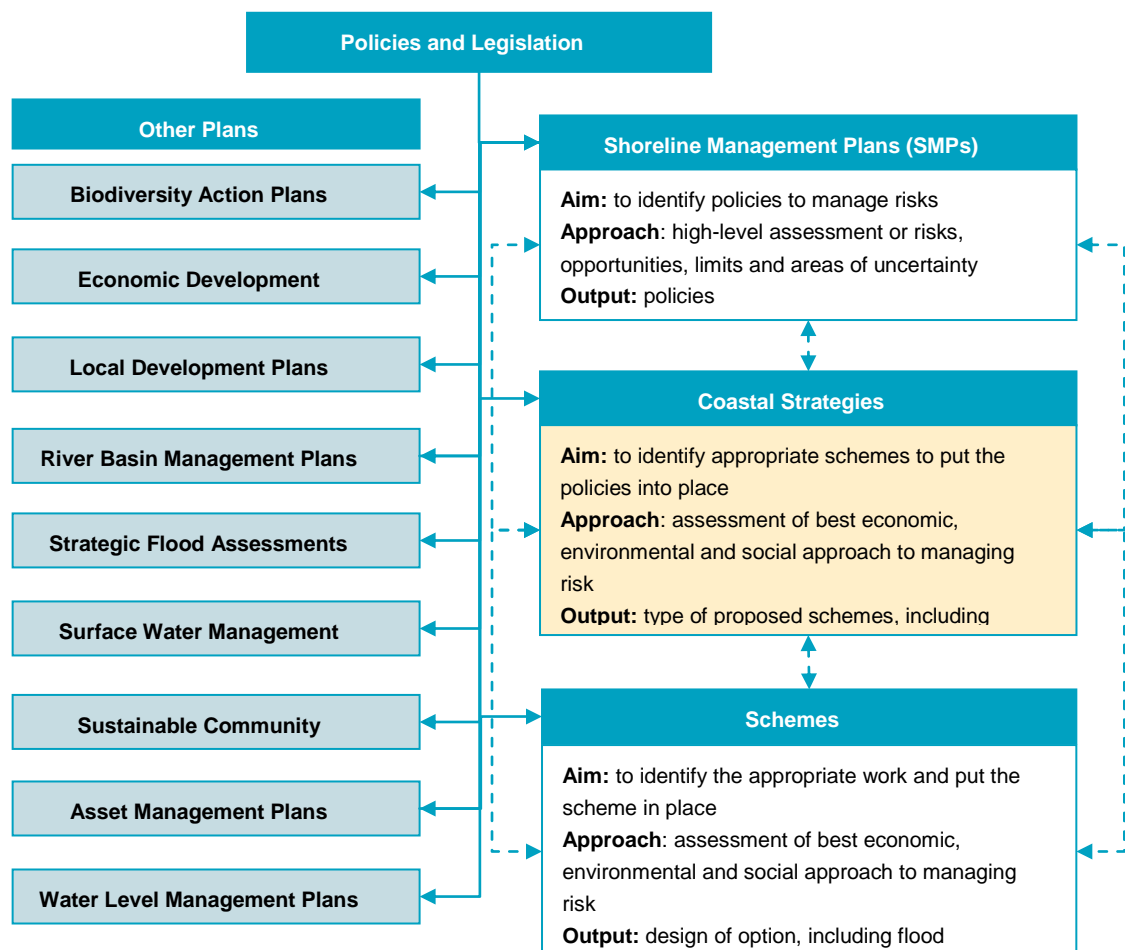 Policies and Legislation
Other Plans
Biodiversity Action Plans
Economic Development
Local Development Plans
River Basin Management Plans
Strategic Flood Assessments
Surface Water Management
Sustainable Community
Asset Management Plans
Water Level Management Plans
Shoreline Management Plans (SMPs)
Aim: to identify policies to manage risks
Approach: high-level assessment or risks,
opportunities, limits and areas of uncertainty
Output: policies
Coastal Strategies
Aim: to identify appropriate schemes to put the
policies into place
Approach: assessment of best economic,
environmental and social approach to managing
risk
Output: type of proposed schemes, including
Schemes
Aim: to identify the appropriate work and put the
scheme in place
Approach: assessment of best economic,
environmental and social approach to managing
risk
Output: design of option, including flood